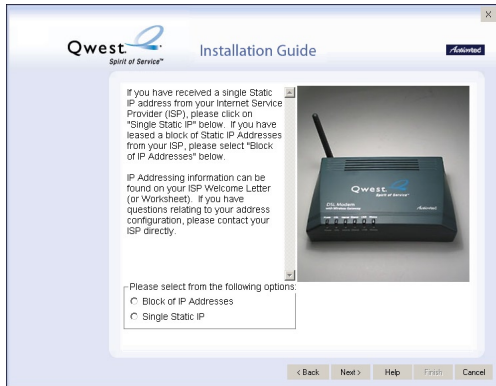 X
Qwest.
Spirit of Service™
Installation Guide
Actiontec
If you have received a single Static
IP address from your Internet Service
Provider (ISP), please click on
"Single Static IP" below. If you have
leased a block of Static IP Addresses
from your ISP, please select "Block
of IP Addresses" below.
IP Addressing information can be
found on your ISP Welcome Letter
(or Worksheet). If you have
questions relating to your address
configuration, please contact your
ISP directly.
Qwest.
Spirit of Service
DSL Modem
with Wireless Gateway
Actiontec
Please select from the following options:
Block of IP Addresses
Single Static IP
< Back
Next >
Help
Finish
Cancel